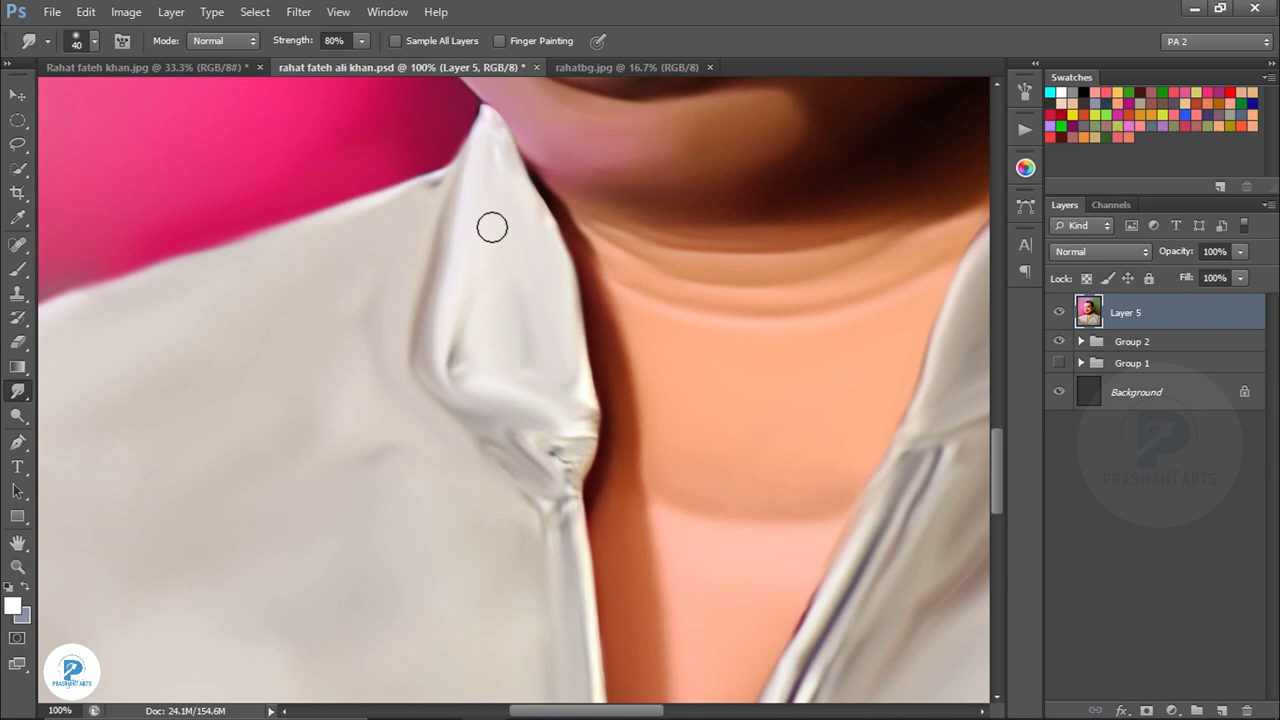 Ps File Edit Image Layer Type Select Filter View Window Help
40 Mode: Normal Strength: 80% Sample All Layers Finger Painting PA 2
Rahat fateh khan.jpg @ 33.3% (RGB/8#) * × rahat fateh ali khan.psd @ 100% (Layer 5, RGB/8) * × rahatbg.jpg @ 16.7% (RGB/8) ×
Swatches
Layers Channels
Kind
Normal Opacity: 100%
Lock: Fill: 100%
Layer 5
Group 2
Group 1
Background
PRASHANT ARTS
PRASHANT ARTS
100% Doc: 24.1M/154.6M